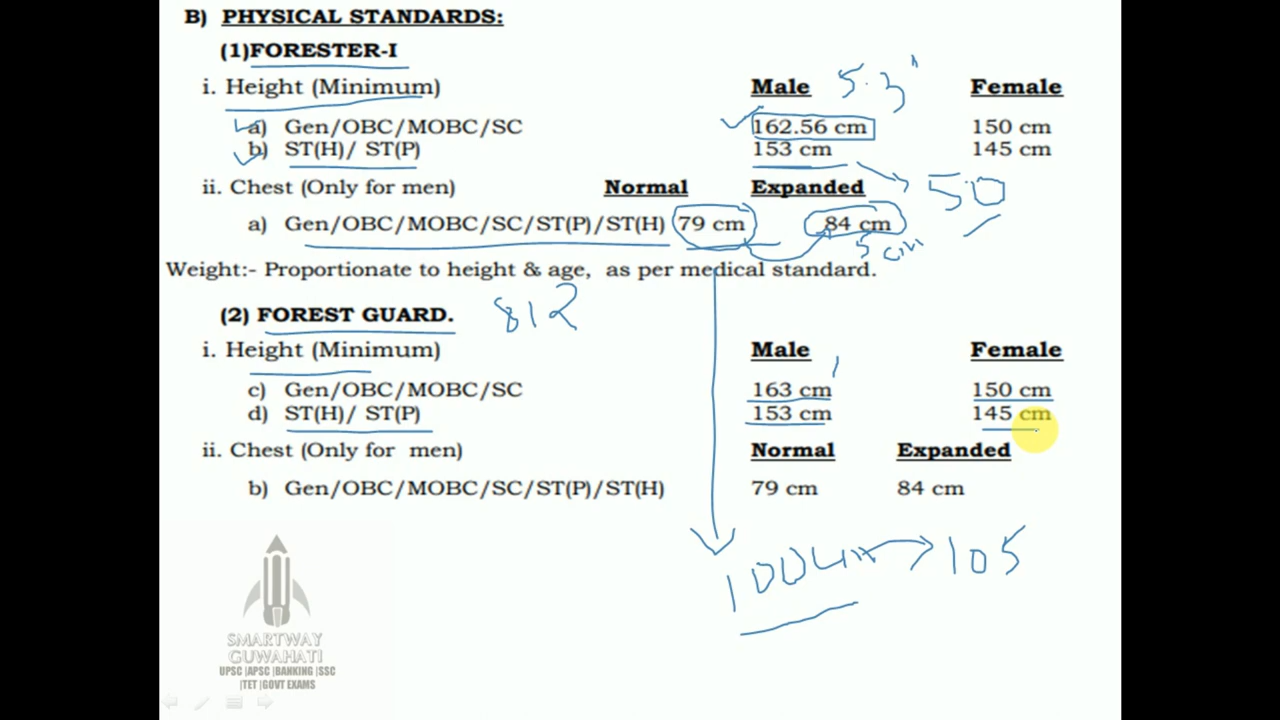 B) PHYSICAL STANDARDS:
(1)FORESTER-I
5.3"
i. Height (Minimum) Male Female
a) Gen/OBC/MOBC/SC 162.56 cm 150 cm
b) ST(H)/ ST(P) 153 cm 145 cm
ii. Chest (Only for men) Normal Expanded 50
a) Gen/OBC/MOBC/SC/ST(P)/ST(H) 79 cm 84 cm
5 cm
Weight:- Proportionate to height & age, as per medical standard.
(2) FOREST GUARD. 812
i. Height (Minimum) Male Female
c) Gen/OBC/MOBC/SC 163 cm 150 cm
d) ST(H)/ ST(P) 153 cm 145 cm
ii. Chest (Only for men) Normal Expanded
b) Gen/OBC/MOBC/SC/ST(P)/ST(H) 79 cm 84 cm
100 cm 105
SMARTWAY
GUWAHATI
UPSC |APSC |BANKING |SSC
|TET |GOVT EXAMS